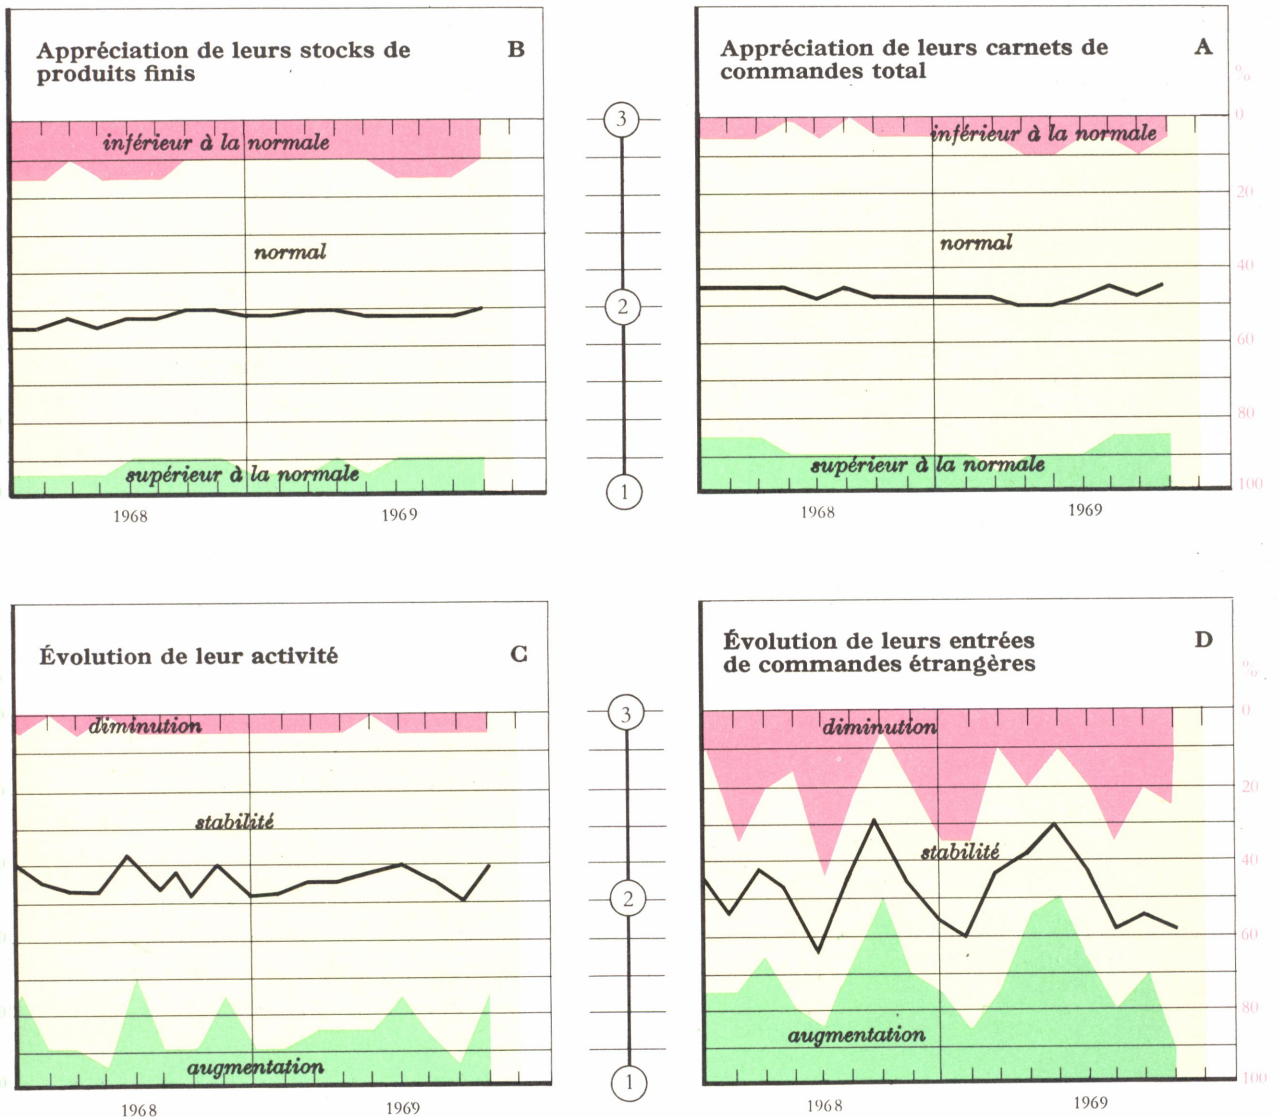 Appréciation de leurs stocks de
produits finis
B
inférieur à la normale
normal
supérieur à la normale
1968
1969
3
2
1
Appréciation de leurs carnets de
commandes total
A
%
0
20
40
60
80
100
inférieur à la normale
normal
supérieur à la normale
1968
1969
Évolution de leur activité
C
diminution
stabilité
augmentation
1968
1969
3
2
1
Évolution de leurs entrées
de commandes étrangères
D
%
0
20
40
60
80
100
diminution
stabilité
augmentation
1968
1969